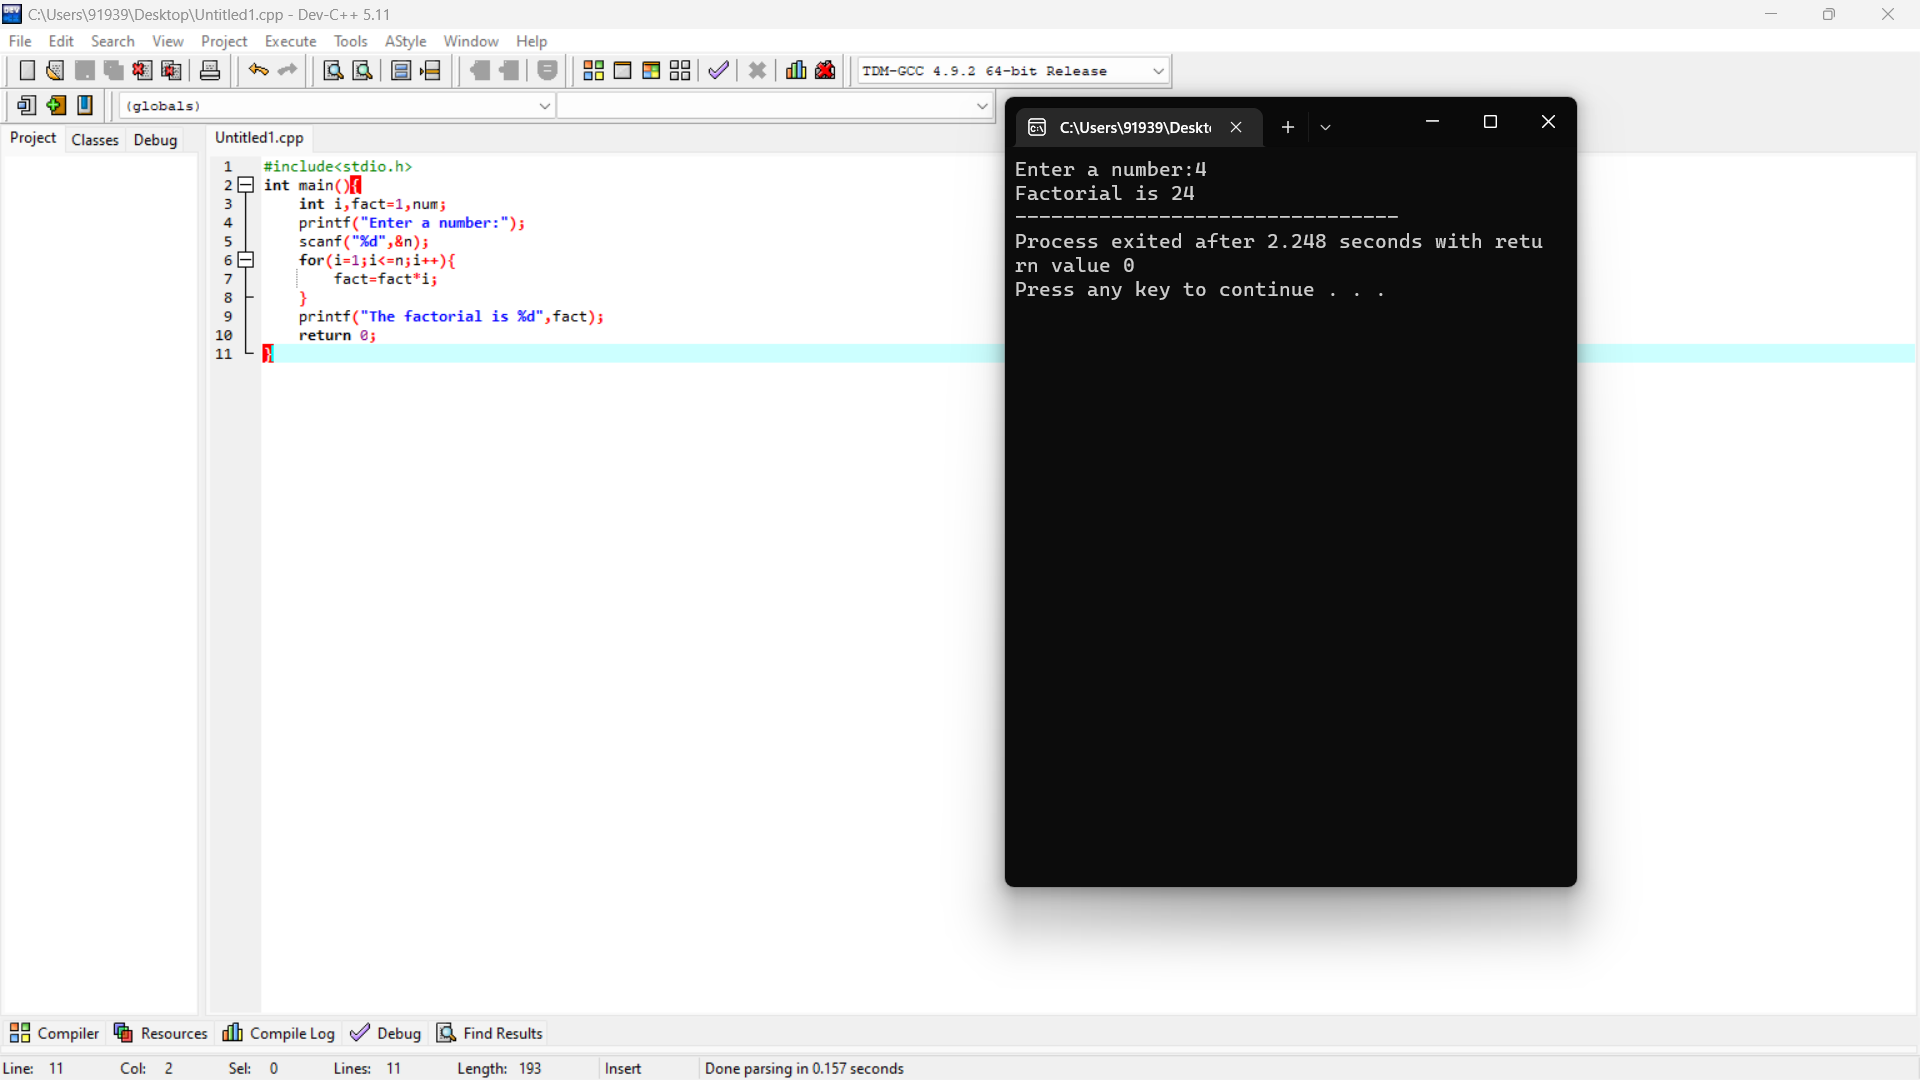 C:\Users\91939\Desktop\Untitled1.cpp - Dev-C++ 5.11
File Edit Search View Project Execute Tools AStyle Window Help
TDM-GCC 4.9.2 64-bit Release
(globals)
Project Classes Debug
Untitled1.cpp
1 #include<stdio.h>
2 int main(){
3 int i,fact=1,num;
4 printf("Enter a number:");
5 scanf("%d",&n);
6 for(i=1;i<=n;i++){
7 fact=fact*i;
8 }
9 printf("The factorial is %d",fact);
10 return 0;
11 }
C:\Users\91939\Deskt
Enter a number:4
Factorial is 24
--------------------------------
Process exited after 2.248 seconds with retu
rn value 0
Press any key to continue . . .
Compiler Resources Compile Log Debug Find Results
Line: 11 Col: 2 Sel: 0 Lines: 11 Length: 193 Insert Done parsing in 0.157 seconds